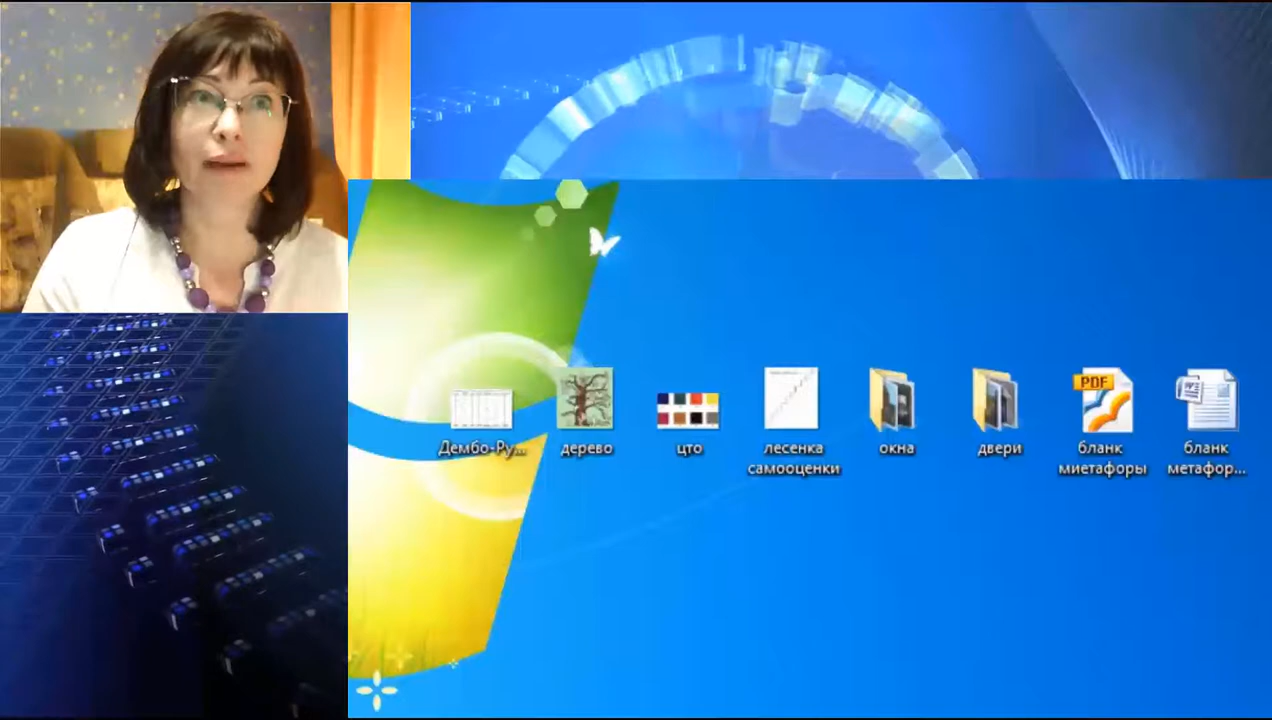 Дембо-Ру...
дерево
цто
лесенка
самооценки
окна
двери
PDF
бланк
миетафоры
W
бланк
метафор...